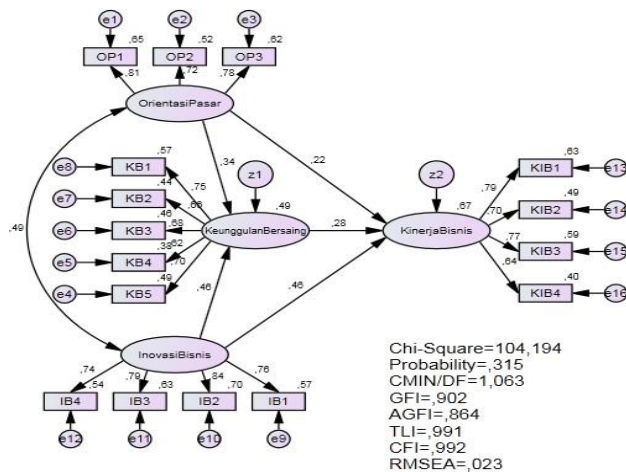 e1 e2 e3
,65 ,52 ,62
OP1 OP2 OP3
,81 ,72 ,78
OrientasiPasar
,57
e8 KB1
,44
e7 KB2
,46
e6 KB3
,38
e5 KB4
,49
e4 KB5
,75
,62
,70
,34
,22
z1
,49
KeunggulanBersaing
,28
z2
,67
KinerjaBisnis
,63
KIB1 e13
,49
KIB2 e14
,59
KIB3 e15
,40
KIB4 e16
,79
,70
,77
,64
,49
,46
,46
InovasiBisnis
,74 ,79 ,84 ,76
,54 ,63 ,70 ,57
IB4 IB3 IB2 IB1
e12 e11 e10 e9
Chi-Square=104,194
Probability=,315
CMIN/DF=1,063
GFI=,902
AGFI=,864
TLI=,991
CFI=,992
RMSEA=,023